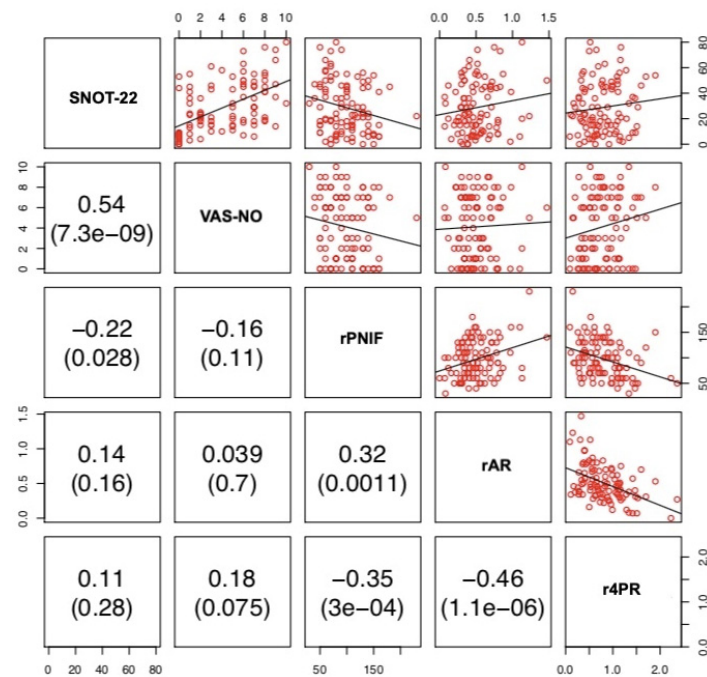 0 2 4 6 8 10 0.0 0.5 1.0 1.5
SNOT-22
0 20 40 60 80
0 2 4 6 8 10
0.54
(7.3e−09)
VAS-NO
−0.22
(0.028)
−0.16
(0.11)
rPNIF
50 150
0.0 0.5 1.0 1.5
0.14
(0.16)
0.039
(0.7)
0.32
(0.0011)
rAR
0.11
(0.28)
0.18
(0.075)
−0.35
(3e−04)
−0.46
(1.1e−06)
r4PR
0.0 1.0 2.0
0 20 40 60 80 50 150 0.0 1.0 2.0